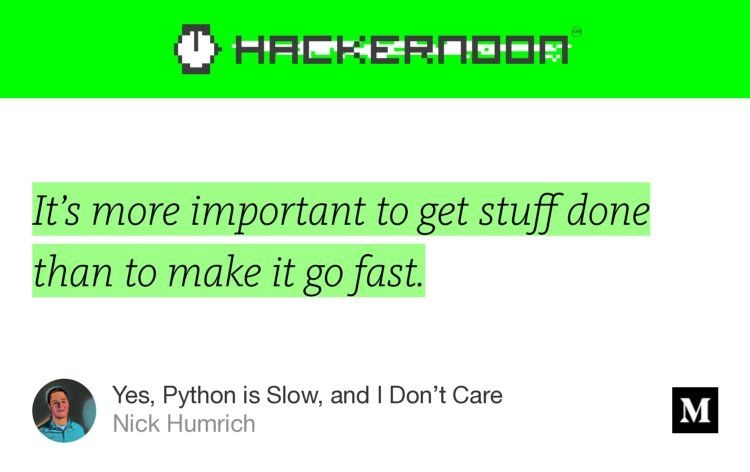 HACKERNOON
It’s more important to get stuff done
than to make it go fast.
Yes, Python is Slow, and I Don’t Care
Nick Humrich
M